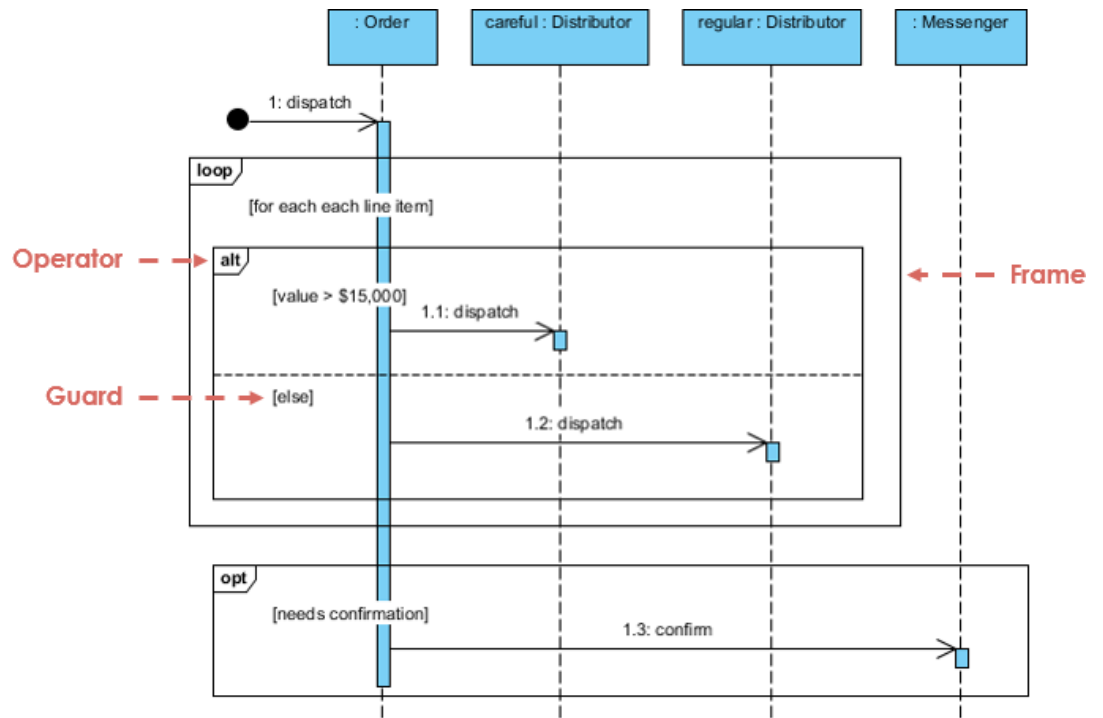 : Order
careful : Distributor
regular : Distributor
: Messenger
1: dispatch
loop
[for each each line item]
Operator
alt
Frame
[value > $15,000]
1.1: dispatch
Guard
[else]
1.2: dispatch
opt
[needs confirmation]
1.3: confirm